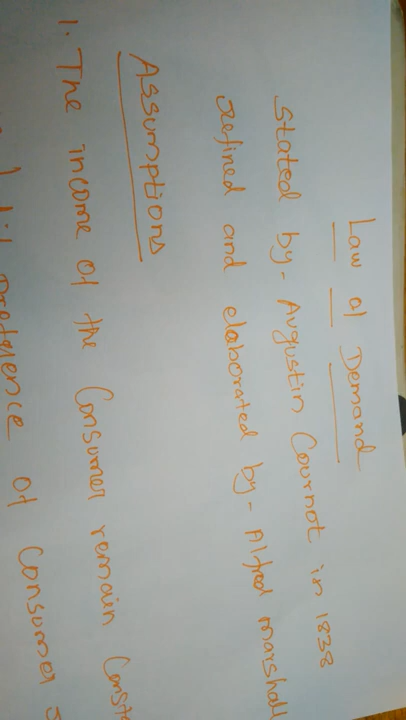 Law of Demand
Stated by- Augustin Cournot in 1838
Refined and elaborated by- Alfred marshall
Assumptions
1. The income of the Consumer remain
preference of Consumer